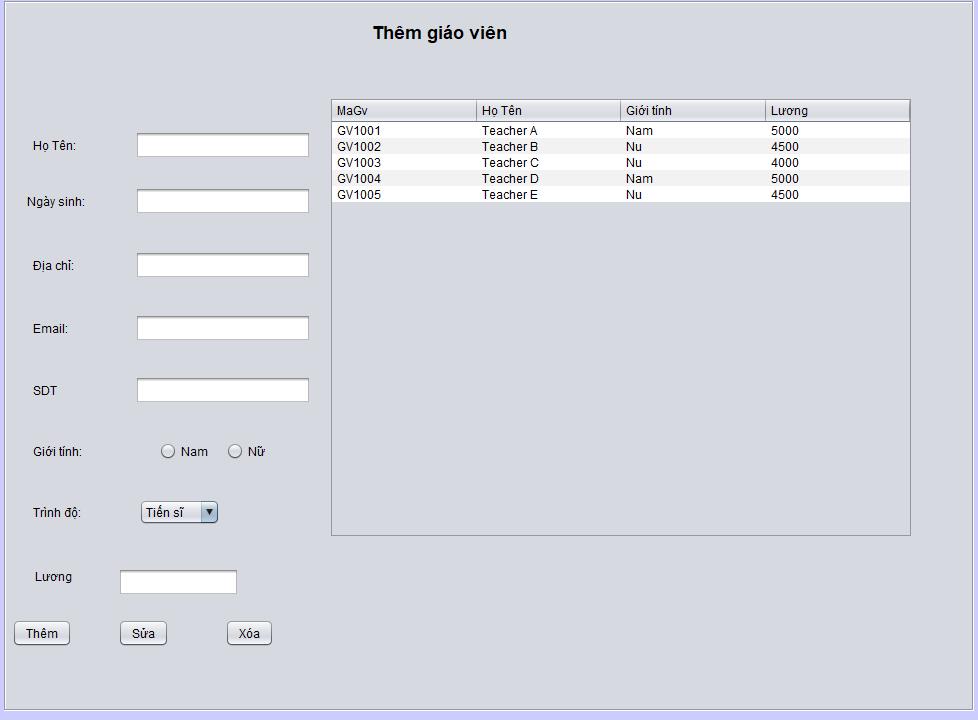 Thêm giáo viên
Họ Tên:
Ngày sinh:
Địa chỉ:
Email:
SDT
Giới tính: Nam Nữ
Trình độ: Tiến sĩ
Lương
Thêm Sửa Xóa
MaGv Họ Tên Giới tính Lương
GV1001 Teacher A Nam 5000
GV1002 Teacher B Nu 4500
GV1003 Teacher C Nu 4000
GV1004 Teacher D Nam 5000
GV1005 Teacher E Nu 4500